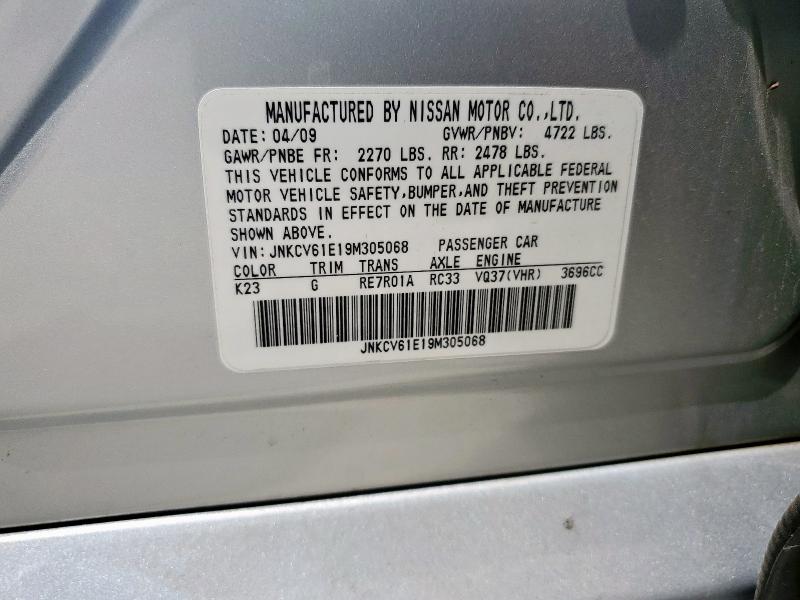 MANUFACTURED BY NISSAN MOTOR CO.,LTD.
DATE: 04/09 GVWR/PNBV: 4722 LBS.
GAWR/PNBE FR: 2270 LBS. RR: 2478 LBS.
THIS VEHICLE CONFORMS TO ALL APPLICABLE FEDERAL
MOTOR VEHICLE SAFETY,BUMPER,AND THEFT PREVENTION
STANDARDS IN EFFECT ON THE DATE OF MANUFACTURE
SHOWN ABOVE.
VIN: JNKCV61E19M305068 PASSENGER CAR
COLOR TRIM TRANS AXLE ENGINE
K23 G RE7R01A RC33 VQ37(VHR) 3696CC
JNKCV61E19M305068